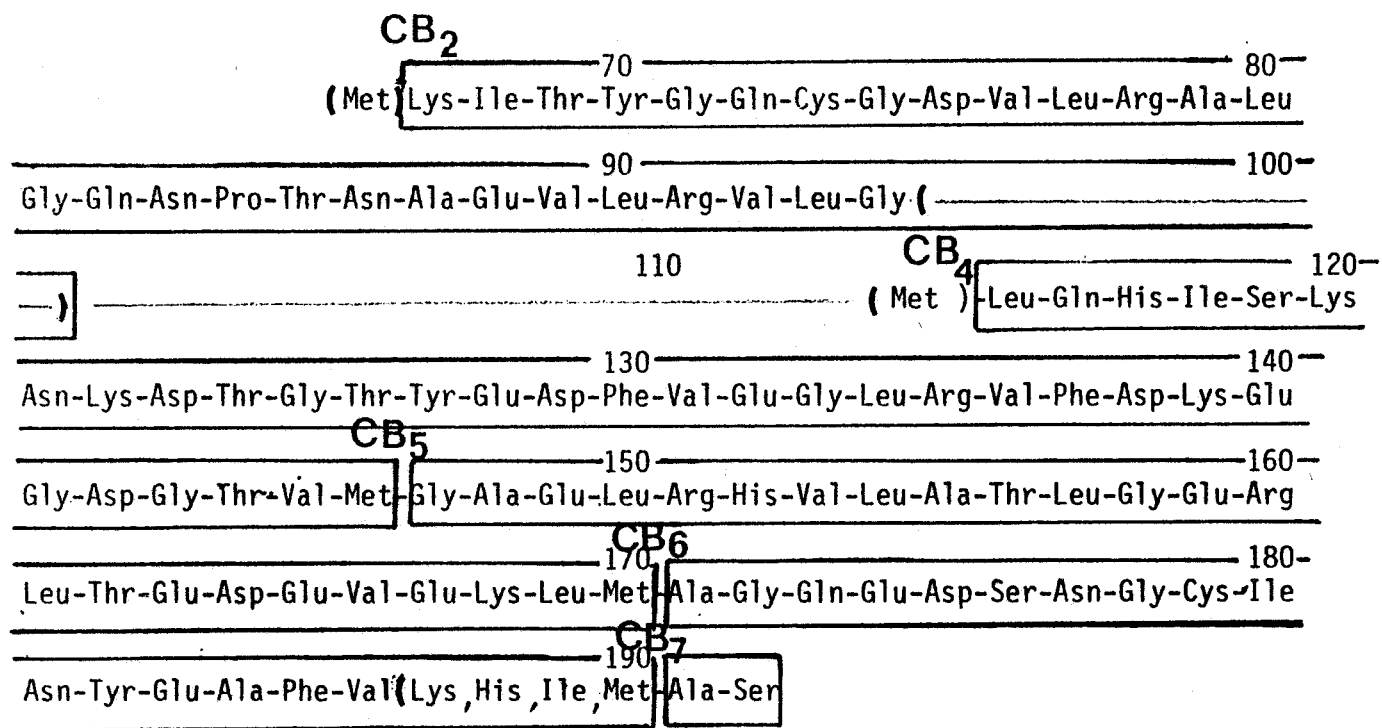 CB2
70 80
(Met) Lys-Ile-Thr-Tyr-Gly-Gln-Cys-Gly-Asp-Val-Leu-Arg-Ala-Leu
90 100
Gly-Gln-Asn-Pro-Thr-Asn-Ala-Glu-Val-Leu-Arg-Val-Leu-Gly (
110 CB4 120
) (Met)-Leu-Gln-His-Ile-Ser-Lys
130 140
Asn-Lys-Asp-Thr-Gly-Thr-Tyr-Glu-Asp-Phe-Val-Glu-Gly-Leu-Arg-Val-Phe-Asp-Lys-Glu
CB5 150 160
Gly-Asp-Gly-Thr-Val-Met-Gly-Ala-Glu-Leu-Arg-His-Val-Leu-Ala-Thr-Leu-Gly-Glu-Arg
170 CB6 180
Leu-Thr-Glu-Asp-Glu-Val-Glu-Lys-Leu-Met-Ala-Gly-Gln-Glu-Asp-Ser-Asn-Gly-Cys-Ile
190 CB7
Asn-Tyr-Glu-Ala-Phe-Val(Lys,His,Ile,Met-Ala-Ser